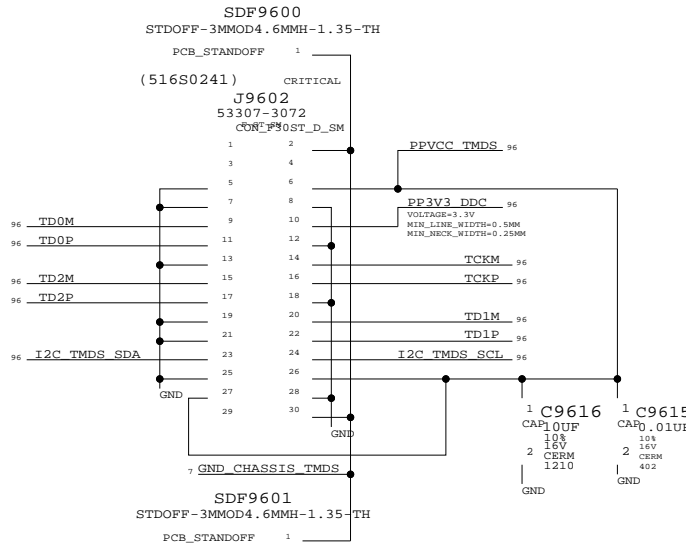 SDF9600
STDOFF-3MMOD4.6MMH-1.35-TH
PCB_STANDOFF 1
(516S0241) CRITICAL
J9602
53307-3072
CON_F30ST_D_SM
1 2
PPVCC_TMDS 96
3 4
5 6
7 8
PP3V3_DDC 96
VOLTAGE=3.3V
MIN_LINE_WIDTH=0.5MM
MIN_NECK_WIDTH=0.25MM
96 TD0M 9 10
96 TD0P 11 12
13 14 TCKM 96
96 TD2M 15 16 TCKP 96
96 TD2P 17 18
19 20 TD1M 96
21 22 TD1P 96
96 I2C_TMDS_SDA 23 24 I2C_TMDS_SCL 96
25 26
GND
27 28
29 30
GND
1 C9616
CAP 10UF
10%
16V
2 CERM
1210
GND
1 C9615
CAP 0.01UF
10%
16V
2 CERM
402
GND
7 GND_CHASSIS_TMDS
SDF9601
STDOFF-3MMOD4.6MMH-1.35-TH
PCB_STANDOFF 1